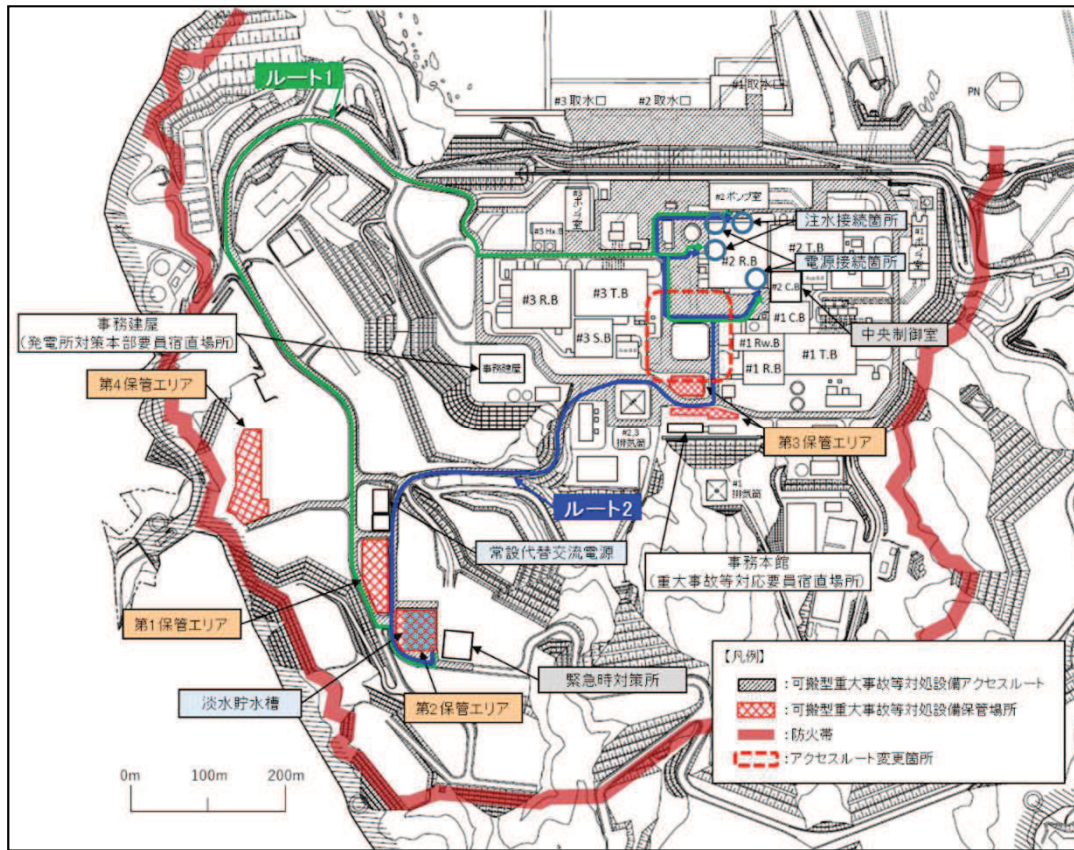 ルート1
#1取水口
#3取水口
#2取水口
PN
#3ポンプ室
#2ポンプ室
#3 Hx.B
注水接続箇所
#2 T.B
#2 R.B
電源接続箇所
#3 R.B
#3 T.B
#2 C.B
#1 C.B
中央制御室
事務建屋
(発電所対策本部要員宿直場所)
#3 S.B
#1 Rw.B
#1 T.B
#1 R.B
事務建屋
第4保管エリア
#2,3
排気筒
第3保管エリア
#1
排気筒
ルート2
常設代替交流電源
事務本館
(重大事故等対応要員宿直場所)
第1保管エリア
淡水貯水槽
第2保管エリア
緊急時対策所
【凡例】
:可搬型重大事故等対処設備アクセスルート
:可搬型重大事故等対処設備保管場所
:防火帯
:アクセスルート変更箇所
0m
100m
200m